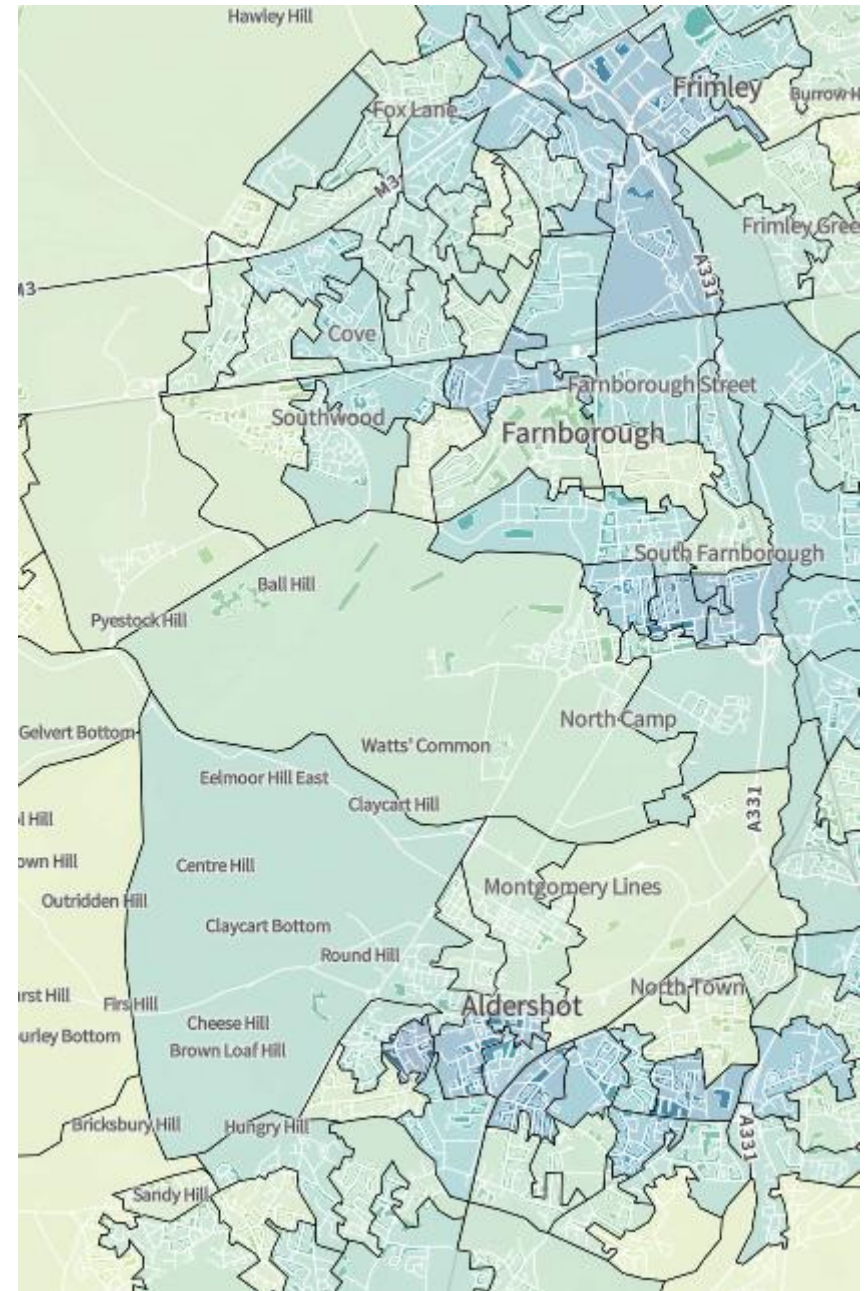 Hawley Hill
Frimley
Burrow H
Fox Lane
M3
Frimley Gree
M3
A331
Cove
Farnborough Street
Southwood
Farnborough
South Farnborough
Ball Hill
Pyestock Hill
North Camp
Gelvert Bottom
Watts' Common
Eelmoor Hill East
Claycart Hill
A331
l Hill
own Hill
Centre Hill
Montgomery Lines
Outridden Hill
Claycart Bottom
Round Hill
North Town
rst Hill
Firs Hill
Aldershot
Cheese Hill
urley Bottom
Brown Loaf Hill
Bricksbury Hill
Hungry Hill
A331
Sandy Hill